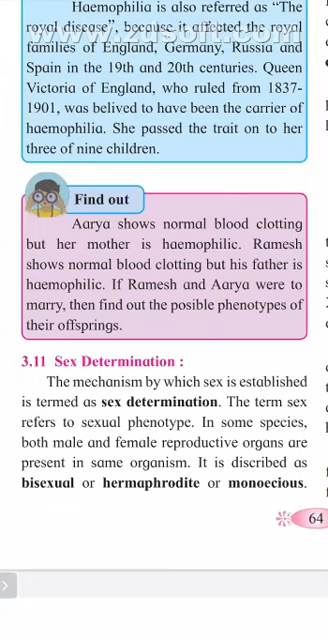 Haemophilia is also referred as “The
royal disease”, because it affected the royal
www.zdsoft.com
families of England, Germany, Russia and
Spain in the 19th and 20th centuries. Queen
Victoria of England, who ruled from 1837-
1901, was belived to have been the carrier of
haemophilia. She passed the trait on to her
three of nine children.
Find out
Aarya shows normal blood clotting
but her mother is haemophilic. Ramesh
shows normal blood clotting but his father is
haemophilic. If Ramesh and Aarya were to
marry, then find out the posible phenotypes of
their offsprings.
3.11 Sex Determination :
The mechanism by which sex is established
is termed as sex determination. The term sex
refers to sexual phenotype. In some species,
both male and female reproductive organs are
present in same organism. It is discribed as
bisexual or hermaphrodite or monoecious.
64